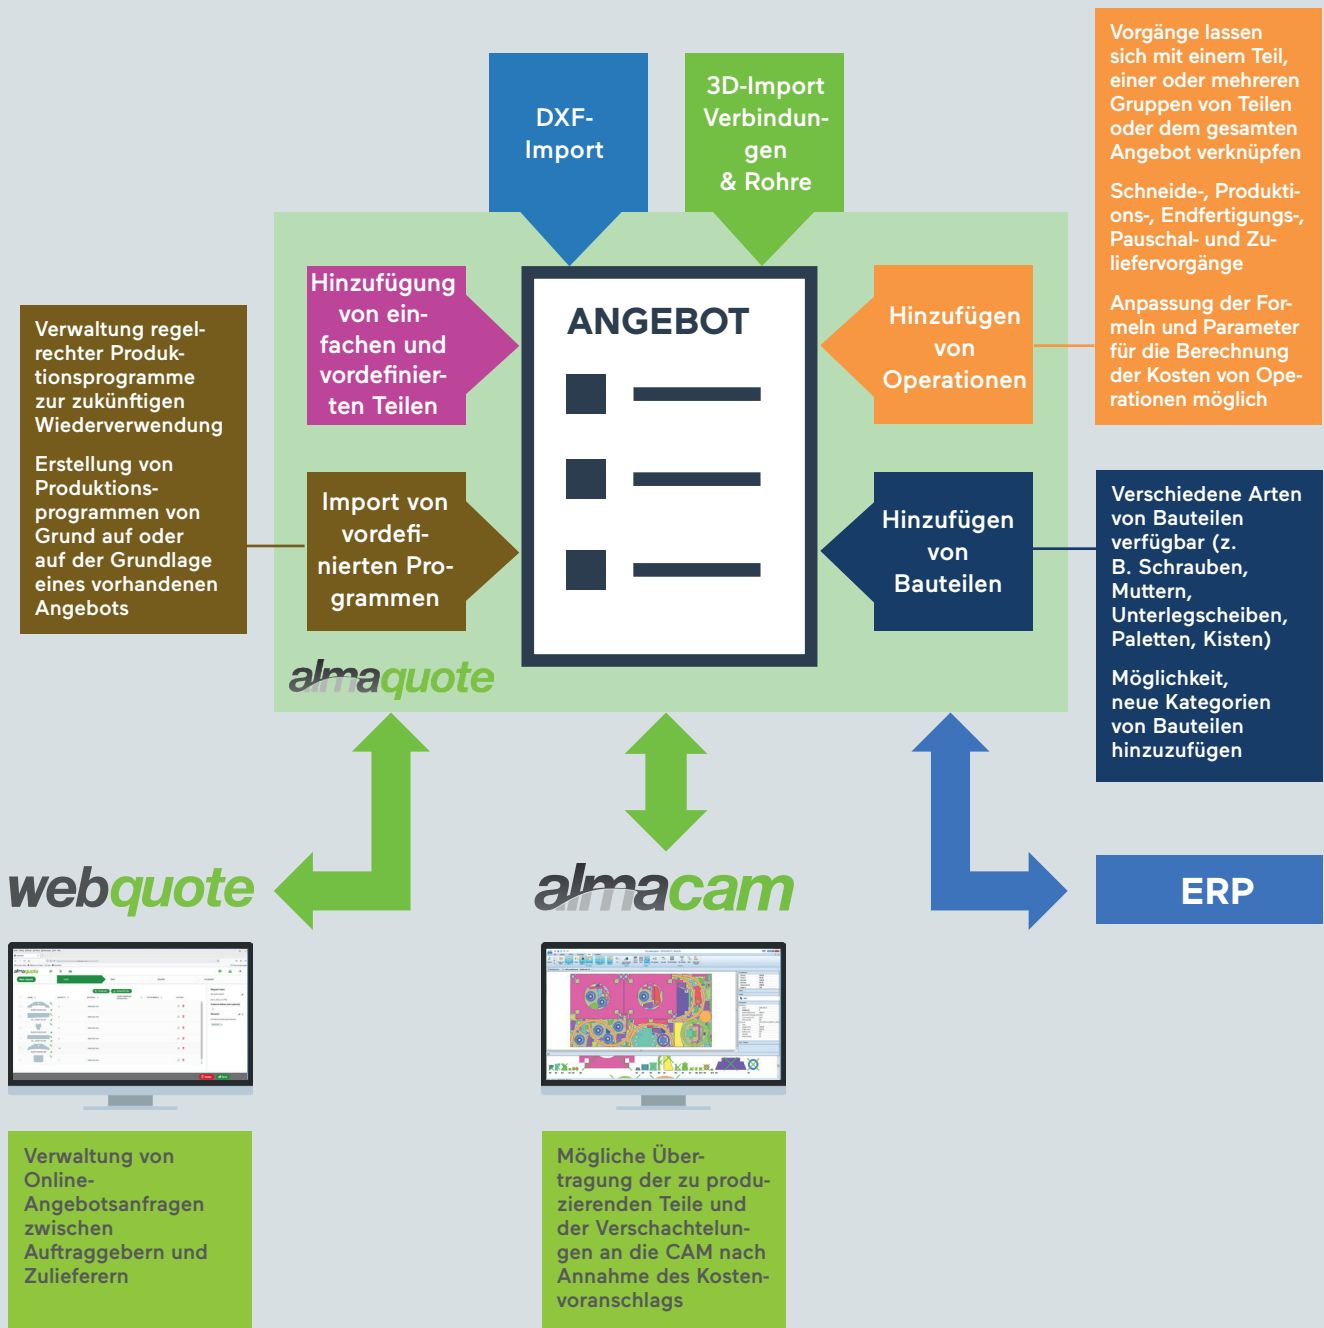 DXF-
Import
3D-Import
Verbindun-
gen
& Rohre
Vorgänge lassen
sich mit einem Teil,
einer oder mehreren
Gruppen von Teilen
oder dem gesamten
Angebot verknüpfen
Schneide-, Produkti-
ons-, Endfertigungs-,
Pauschal- und Zu-
liefervorgänge
Anpassung der For-
meln und Parameter
für die Berechnung
der Kosten von Ope-
rationen möglich
Hinzufügung
von ein-
fachen und
vordefinier-
ten Teilen
ANGEBOT
Hinzufügen
von
Operationen
Verwaltung regel-
rechter Produk-
tionsprogramme
zur zukünftigen
Wiederverwendung
Erstellung von
Produktions-
programmen von
Grund auf oder
auf der Grundlage
eines vorhandenen
Angebots
Import von
vordefi-
nierten Pro-
grammen
Hinzufügen
von
Bauteilen
Verschiedene Arten
von Bauteilen
verfügbar (z.
B. Schrauben,
Muttern,
Unterlegscheiben,
Paletten, Kisten)
Möglichkeit,
neue Kategorien
von Bauteilen
hinzuzufügen
almaquote
webquote
almacam
ERP
almaquote
Verwaltung von
Online-
Angebotsanfragen
zwischen
Auftraggebern und
Zulieferern
Mögliche Über-
tragung der zu produ-
zierenden Teile und
der Verschachtelun-
gen an die CAM nach
Annahme des Kosten-
voranschlags